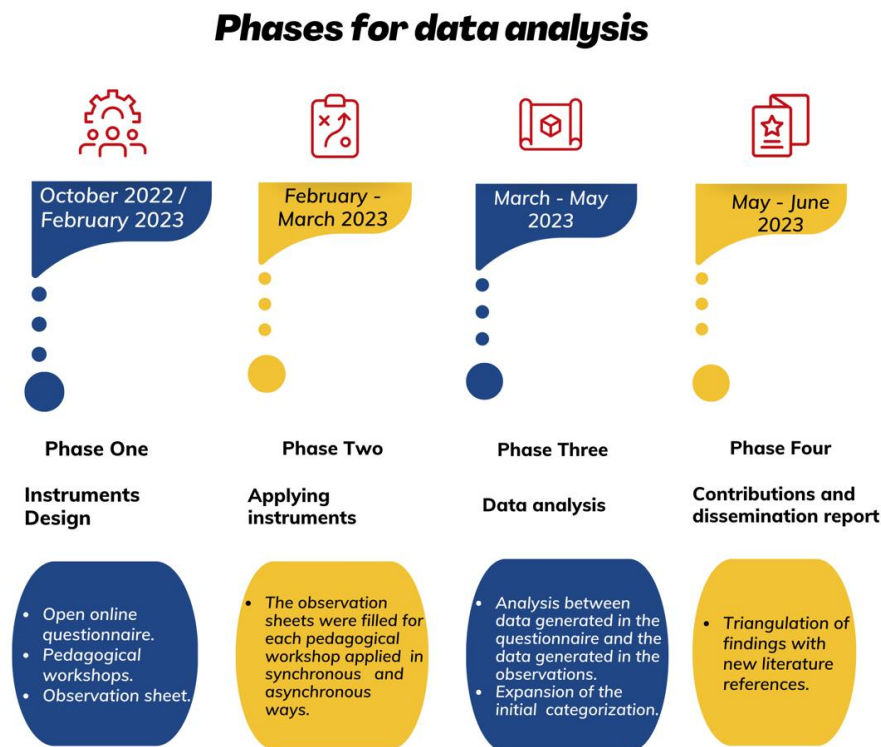 Phases for data analysis
October 2022 /
February 2023
February -
March 2023
March - May
2023
May - June
2023
Phase One
Phase Two
Phase Three
Phase Four
Instruments
Design
Applying
instruments
Data analysis
Contributions and
dissemination report
• Open online
questionnaire.
• Pedagogical
workshops.
• Observation sheet.
• The observation
sheets were filled for
each pedagogical
workshop applied in
synchronous and
asynchronous
ways.
• Analysis between
data generated in the
questionnaire and the
data generated in the
observations.
• Expansion of the
initial categorization.
• Triangulation of
findings with
new literature
references.